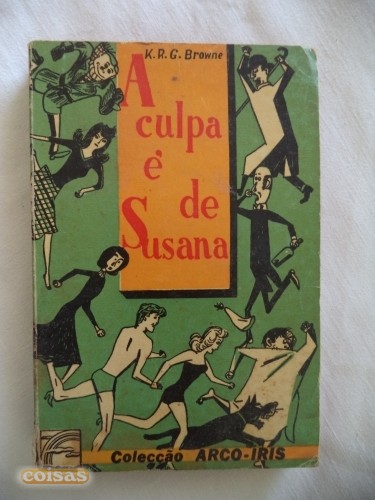 K.R.G. Browne
A
culpa
é
de
Susana
Colecção ARCO-IRIS
coisas